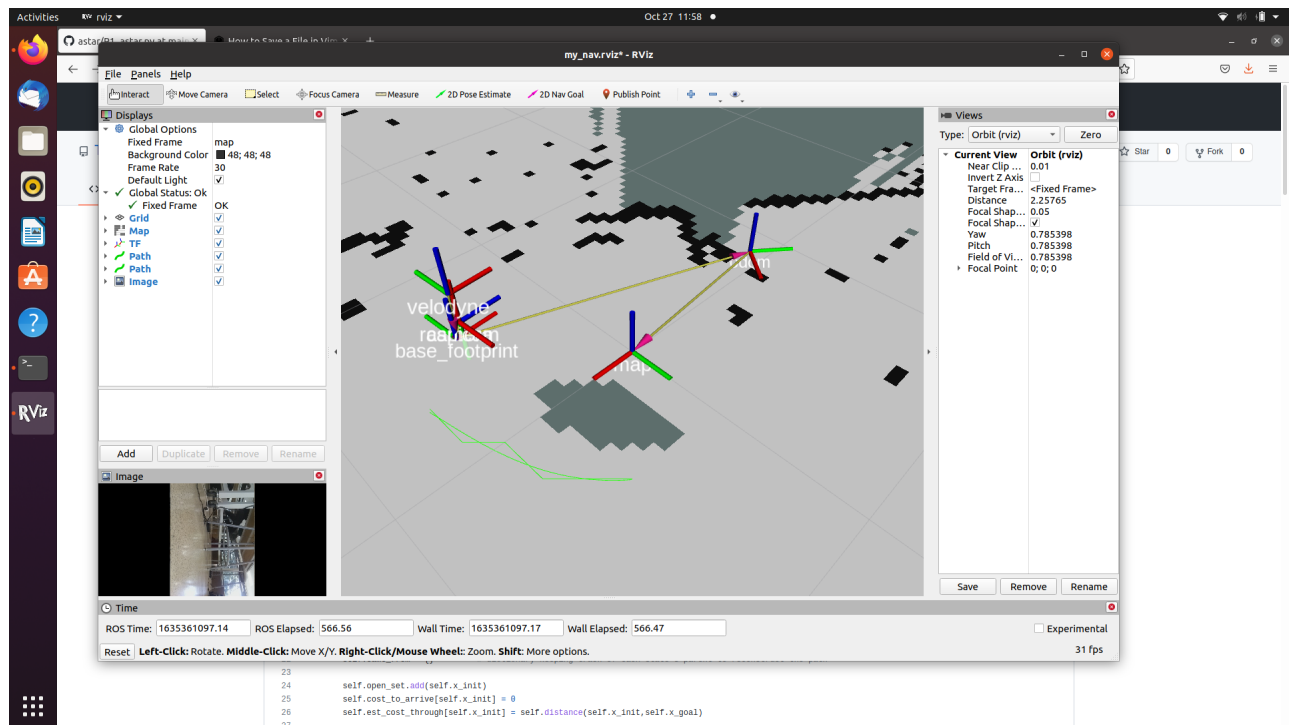 Activities
rviz
Oct 27 11:58
How to Save a File in Vim
my_nav.rviz* - RViz
File Panels Help
Interact Move Camera Select Focus Camera Measure 2D Pose Estimate 2D Nav Goal Publish Point
Displays
Global Options
Fixed Frame map
Background Color 48; 48; 48
Frame Rate 30
Default Light
Global Status: Ok
Fixed Frame OK
Grid
Map
TF
Path
Path
Image
Add Duplicate Remove Rename
Image
velodyne
base_footprint
map
Views
Type: Orbit (rviz) Zero
Current View Orbit (rviz)
Near Clip ... 0.01
Invert Z Axis
Target Fra... <Fixed Frame>
Distance 2.25765
Focal Shap... 0.05
Focal Shap...
Yaw 0.785398
Pitch 0.785398
Field of Vi... 0.785398
Focal Point 0; 0; 0
Save Remove Rename
Star 0 Fork 0
Time
ROS Time: 1635361097.14 ROS Elapsed: 566.56 Wall Time: 1635361097.17 Wall Elapsed: 566.47 Experimental
Reset Left-Click: Rotate. Middle-Click: Move X/Y. Right-Click/Mouse Wheel:: Zoom. Shift: More options. 31 fps
RViz
23
24 self.open_set.add(self.x_init)
25 self.cost_to_arrive[self.x_init] = 0
26 self.est_cost_through[self.x_init] = self.distance(self.x_init,self.x_goal)